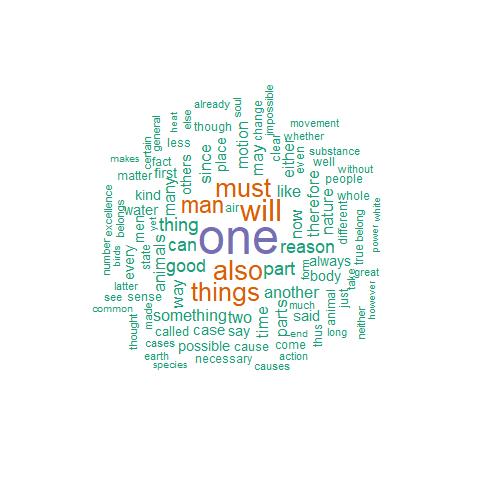 already
soul
impossible
else
heat
general
certain
though
motion
change
movement
whether
clear
either
even
substance
makes
less
since
place
may
well
without
matter
fact
first
others
must
like
therefore
nature
people
kind
many
man
air
will
now
different
whole
power white
excellence
belongs
water
men
yet
thing
one
reason
true belong
number
birds
every
state
animals
can
good
also
part
form
always
body
take
great
latter
see
sense
way
things
another
much
just
however
common
made
something
two
time
parts
said
animal
neither
thought
called
case
say
end
thus
long
cases
possible
cause
come
earth
necessary
action
species
causes